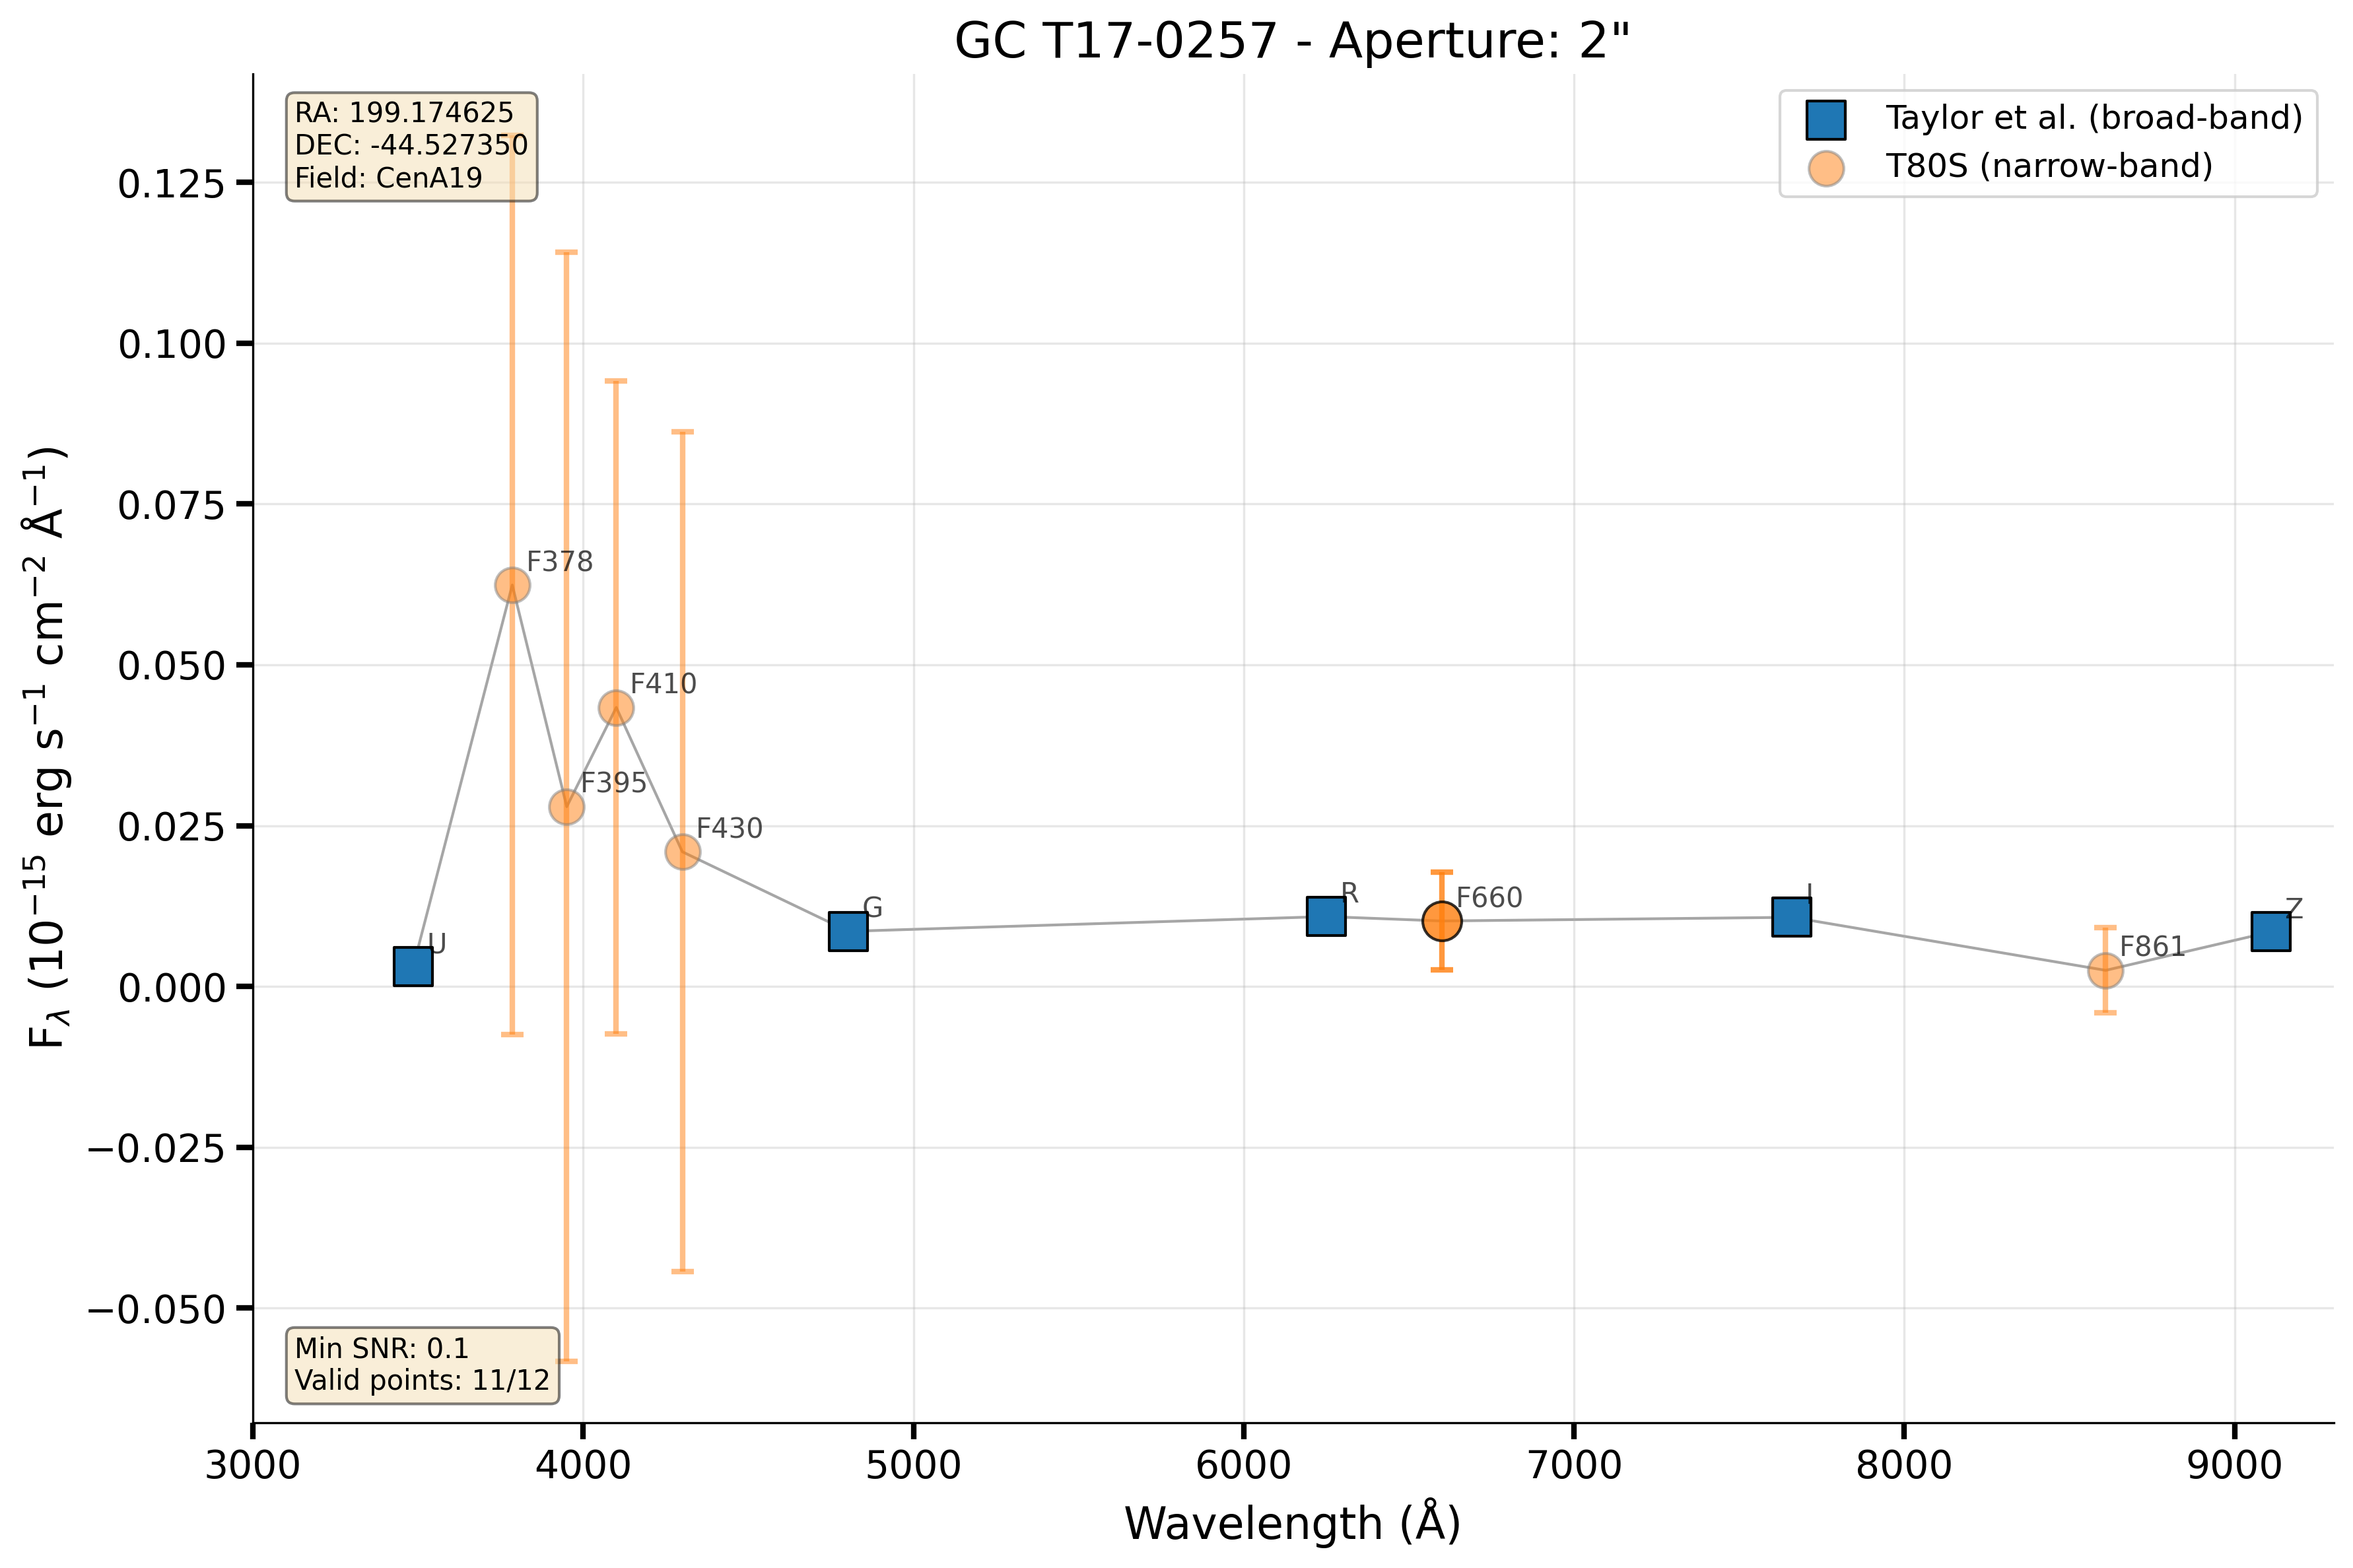 GC T17-0257 - Aperture: 2"
RA: 199.174625
DEC: -44.527350
Field: CenA19
Taylor et al. (broad-band)
T80S (narrow-band)
0.125
0.100
0.075
0.050
0.025
0.000
−0.025
−0.050
F_λ (10⁻¹⁵ erg s⁻¹ cm⁻² Å⁻¹)
F378
F410
F395
F430
U
G
R
F660
I
F861
Z
Min SNR: 0.1
Valid points: 11/12
3000 4000 5000 6000 7000 8000 9000
Wavelength (Å)